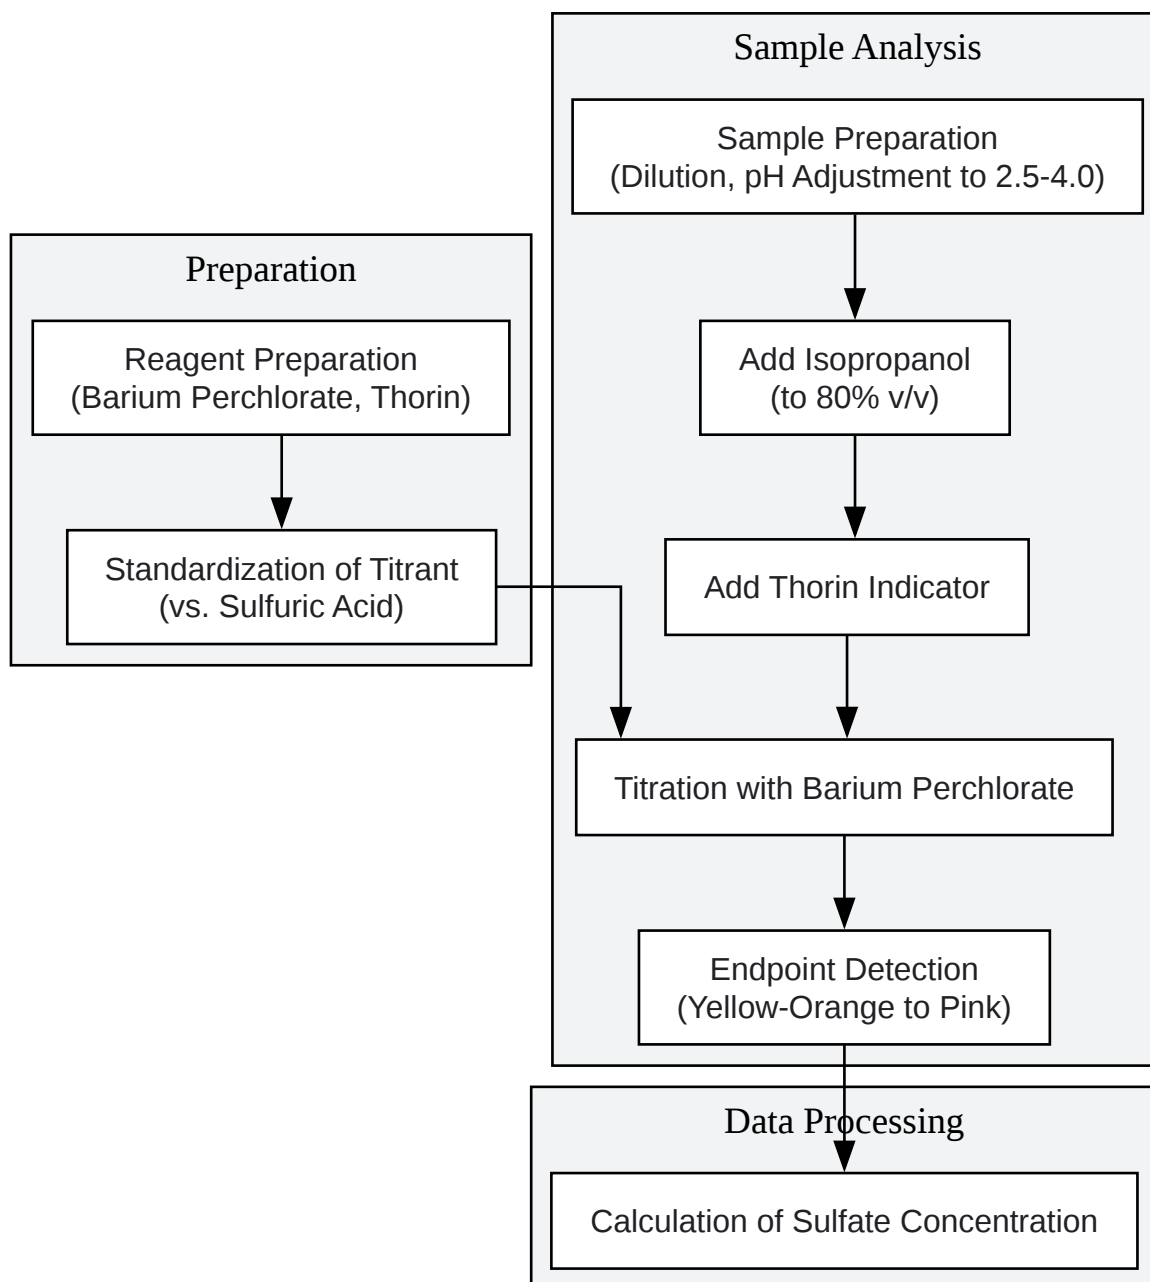 Preparation
Reagent Preparation
(Barium Perchlorate, Thorin)
Standardization of Titrant
(vs. Sulfuric Acid)
Sample Analysis
Sample Preparation
(Dilution, pH Adjustment to 2.5-4.0)
Add Isopropanol
(to 80% v/v)
Add Thorin Indicator
Titration with Barium Perchlorate
Endpoint Detection
(Yellow-Orange to Pink)
Data Processing
Calculation of Sulfate Concentration